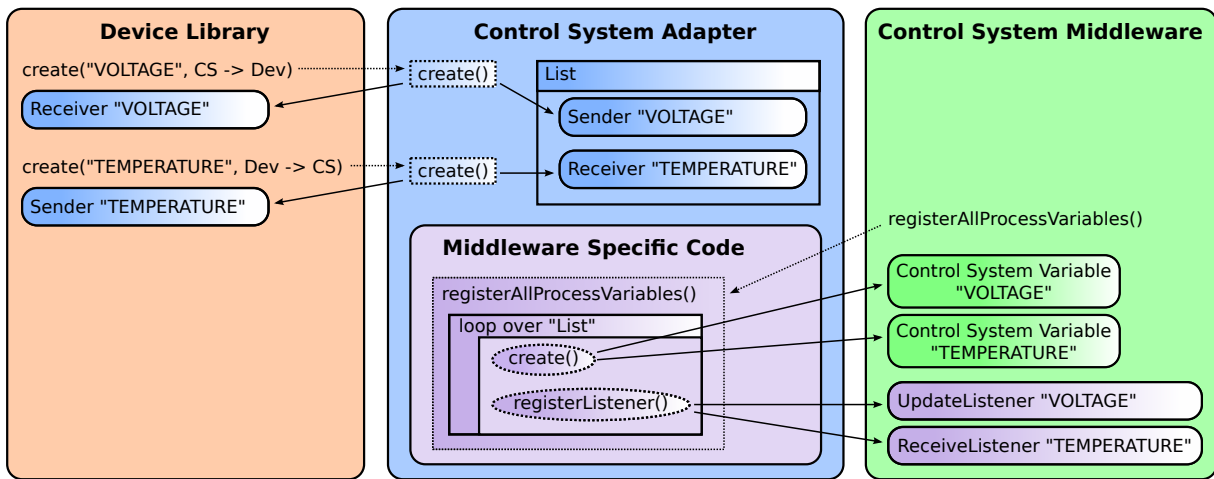 Device Library
create("VOLTAGE", CS -> Dev)
Receiver "VOLTAGE"
create("TEMPERATURE", Dev -> CS)
Sender "TEMPERATURE"
Control System Adapter
create()
List
Sender "VOLTAGE"
create()
Receiver "TEMPERATURE"
Middleware Specific Code
registerAllProcessVariables()
loop over "List"
create()
registerListener()
Control System Middleware
registerAllProcessVariables()
Control System Variable
"VOLTAGE"
Control System Variable
"TEMPERATURE"
UpdateListener "VOLTAGE"
ReceiveListener "TEMPERATURE"